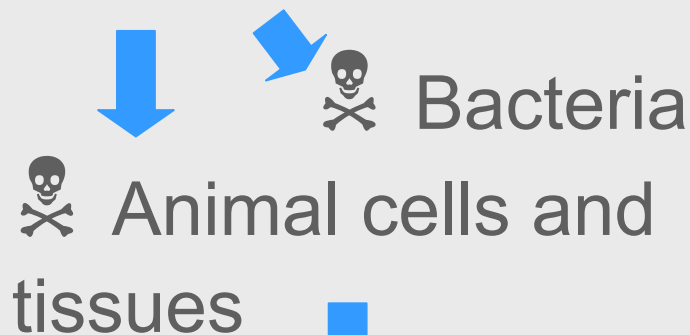 ☠ Bacteria
☠ Animal cells and
tissues